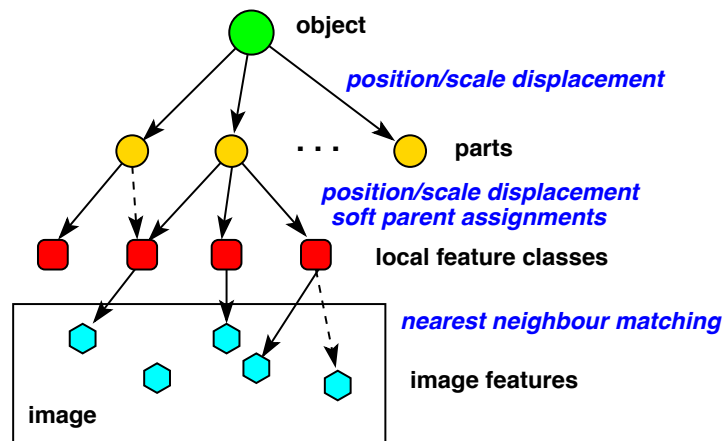 object
position/scale displacement
. . .
parts
position/scale displacement
soft parent assignments
local feature classes
nearest neighbour matching
image features
image